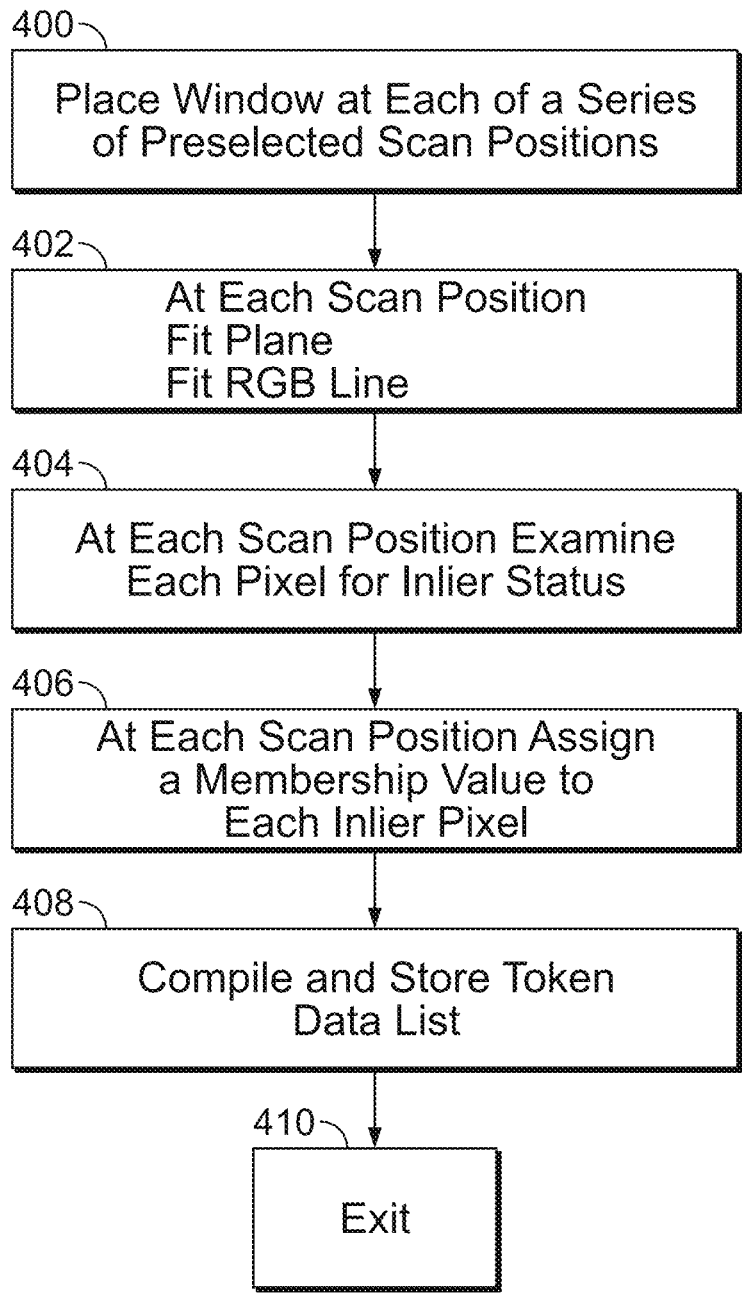 400
Place Window at Each of a Series
of Preselected Scan Positions
402
At Each Scan Position
Fit Plane
Fit RGB Line
404
At Each Scan Position Examine
Each Pixel for Inlier Status
406
At Each Scan Position Assign
a Membership Value to
Each Inlier Pixel
408
Compile and Store Token
Data List
410
Exit